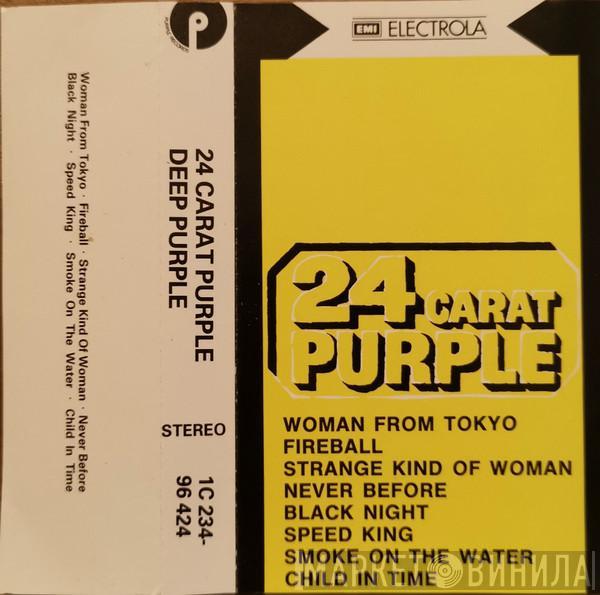 Woman From Tokyo · Fireball · Strange Kind Of Woman · Never Before
Black Night · Speed King · Smoke On The Water · Child In Time
P
PURPLE RECORDS
24 CARAT PURPLE
DEEP PURPLE
STEREO
1C 234-
96 424
EMI ELECTROLA
24 CARAT
PURPLE
WOMAN FROM TOKYO
FIREBALL
STRANGE KIND OF WOMAN
NEVER BEFORE
BLACK NIGHT
SPEED KING
SMOKE ON THE WATER
CHILD IN TIME
МАРКЕТ ВИНИЛА